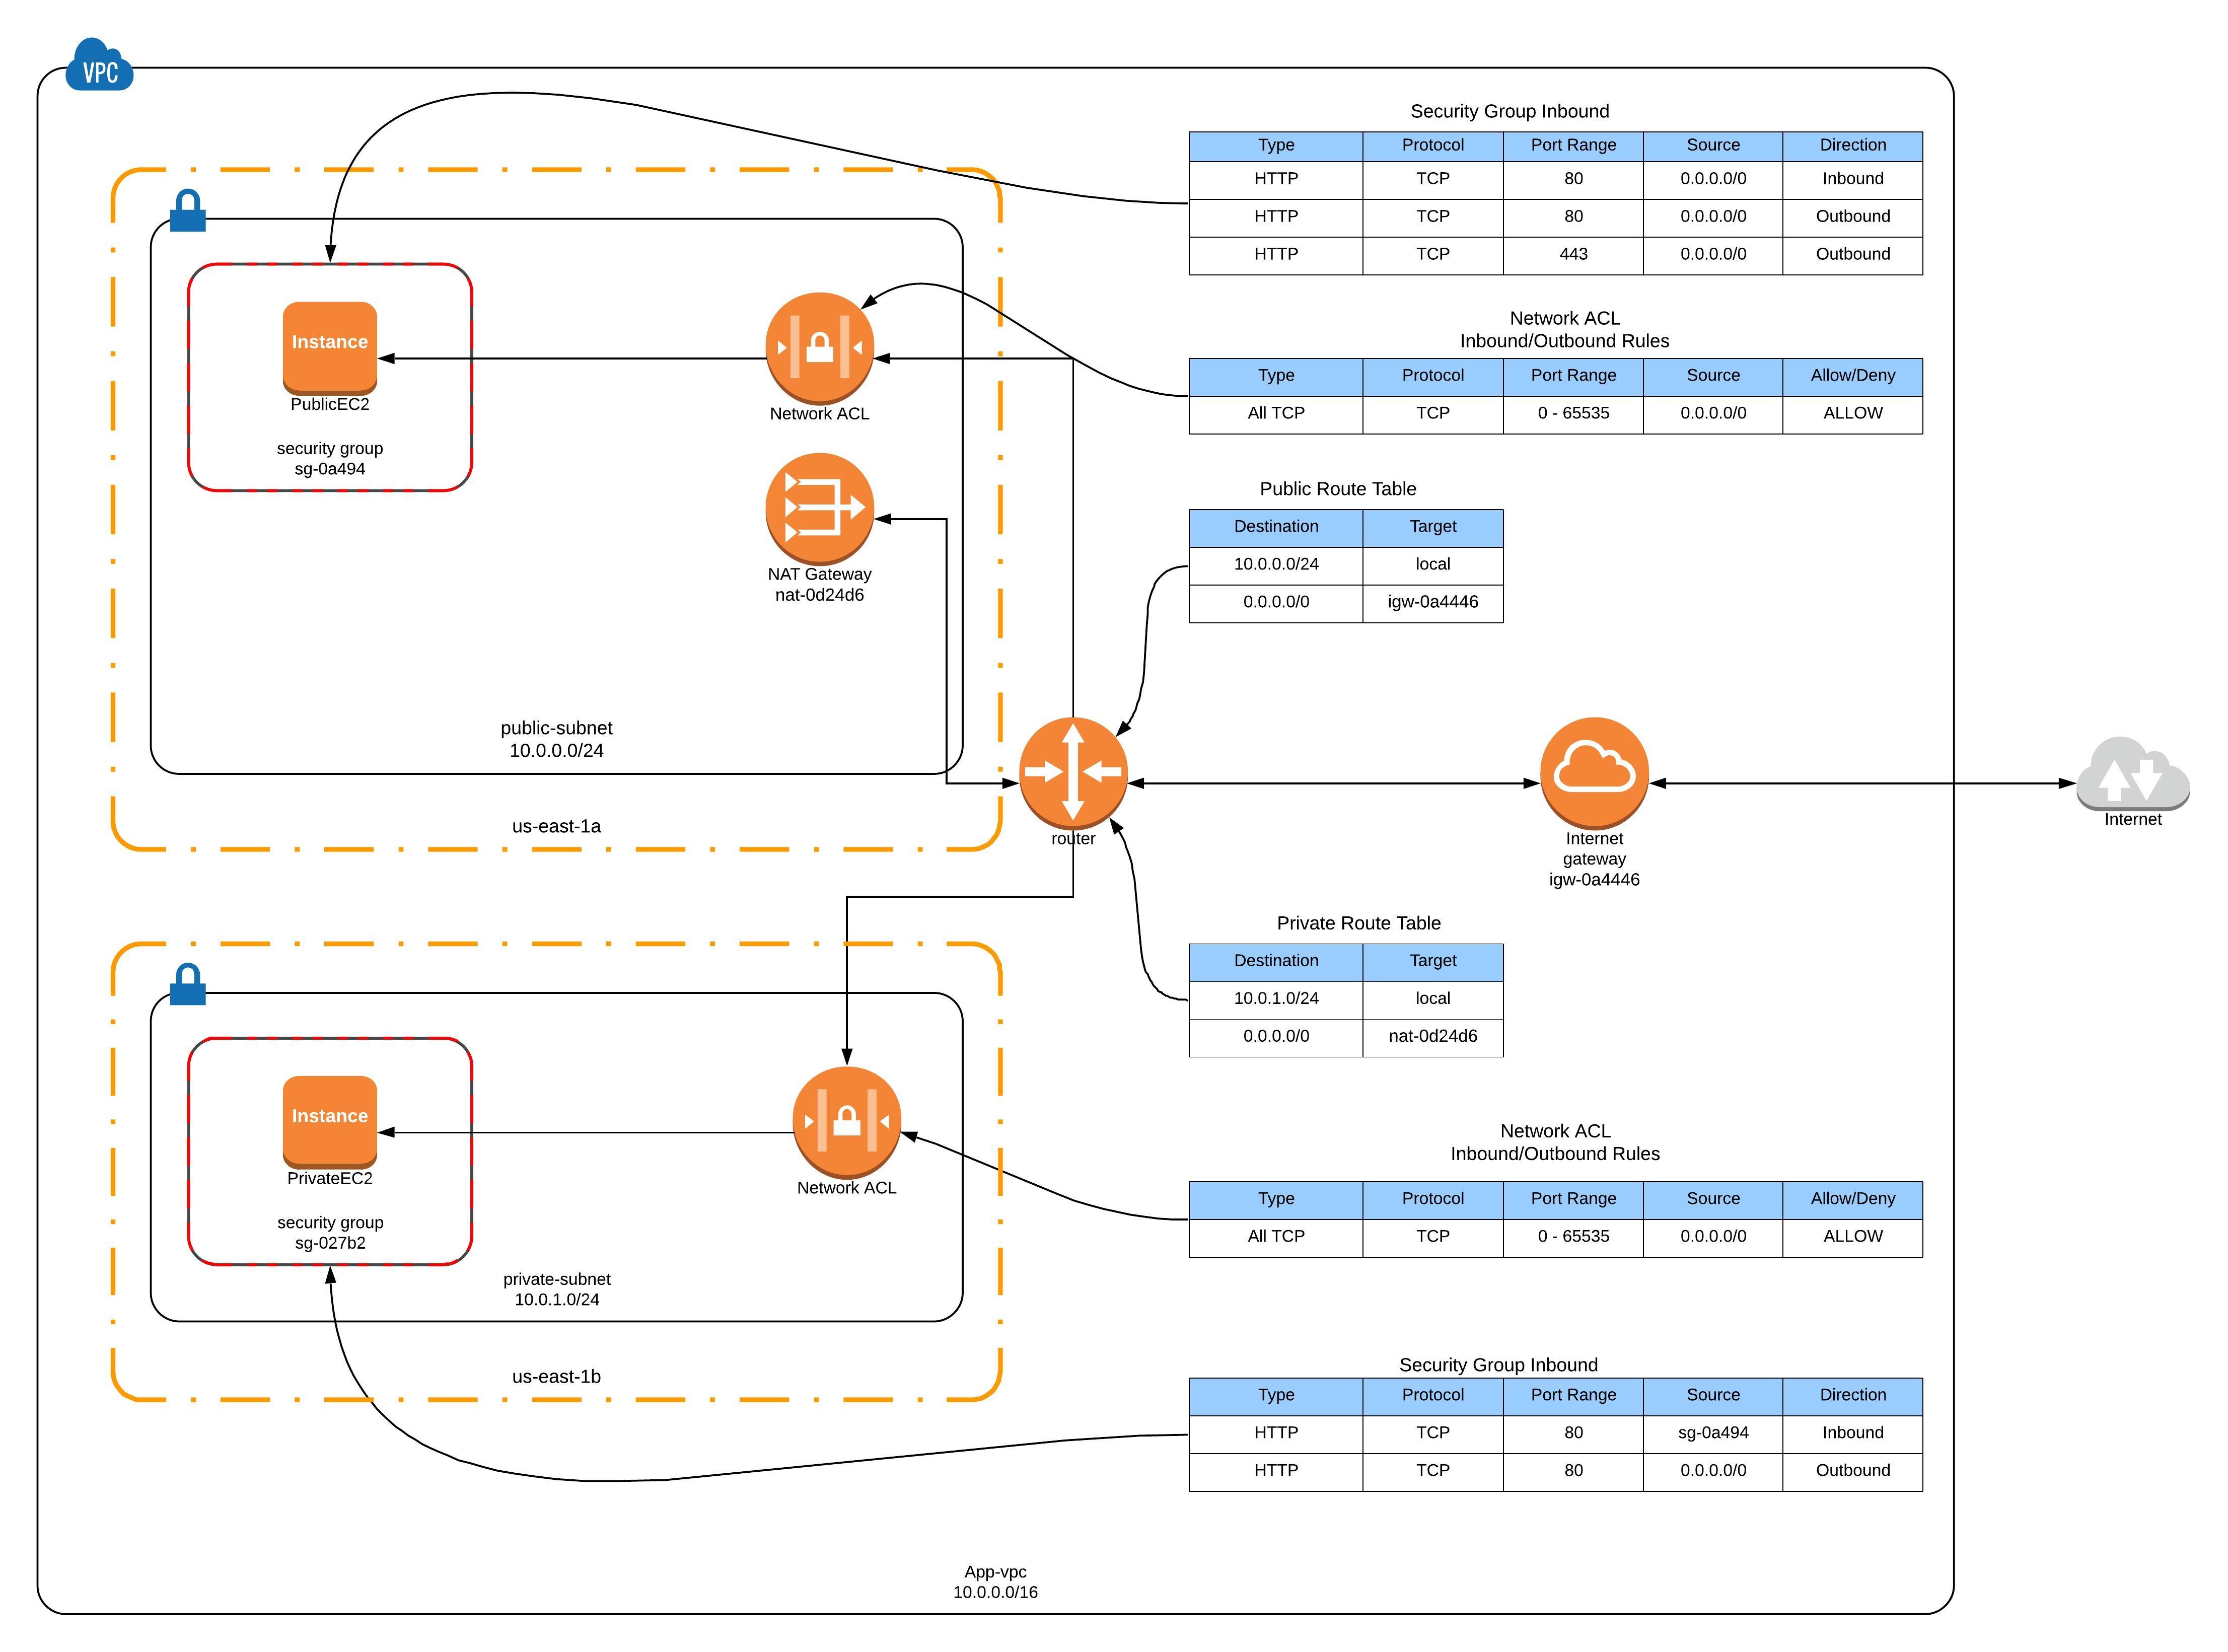 VPC
Security Group Inbound
Type Protocol Port Range Source Direction
HTTP TCP 80 0.0.0.0/0 Inbound
HTTP TCP 80 0.0.0.0/0 Outbound
HTTP TCP 443 0.0.0.0/0 Outbound
Instance
PublicEC2
security group
sg-0a494
Network ACL
Network ACL
Inbound/Outbound Rules
Type Protocol Port Range Source Allow/Deny
All TCP TCP 0 - 65535 0.0.0.0/0 ALLOW
NAT Gateway
nat-0d24d6
Public Route Table
Destination Target
10.0.0.0/24 local
0.0.0.0/0 igw-0a4446
public-subnet
10.0.0.0/24
us-east-1a
router
Internet
gateway
igw-0a4446
Internet
Private Route Table
Destination Target
10.0.1.0/24 local
0.0.0.0/0 nat-0d24d6
Instance
PrivateEC2
security group
sg-027b2
Network ACL
private-subnet
10.0.1.0/24
us-east-1b
Network ACL
Inbound/Outbound Rules
Type Protocol Port Range Source Allow/Deny
All TCP TCP 0 - 65535 0.0.0.0/0 ALLOW
Security Group Inbound
Type Protocol Port Range Source Direction
HTTP TCP 80 sg-0a494 Inbound
HTTP TCP 80 0.0.0.0/0 Outbound
App-vpc
10.0.0.0/16